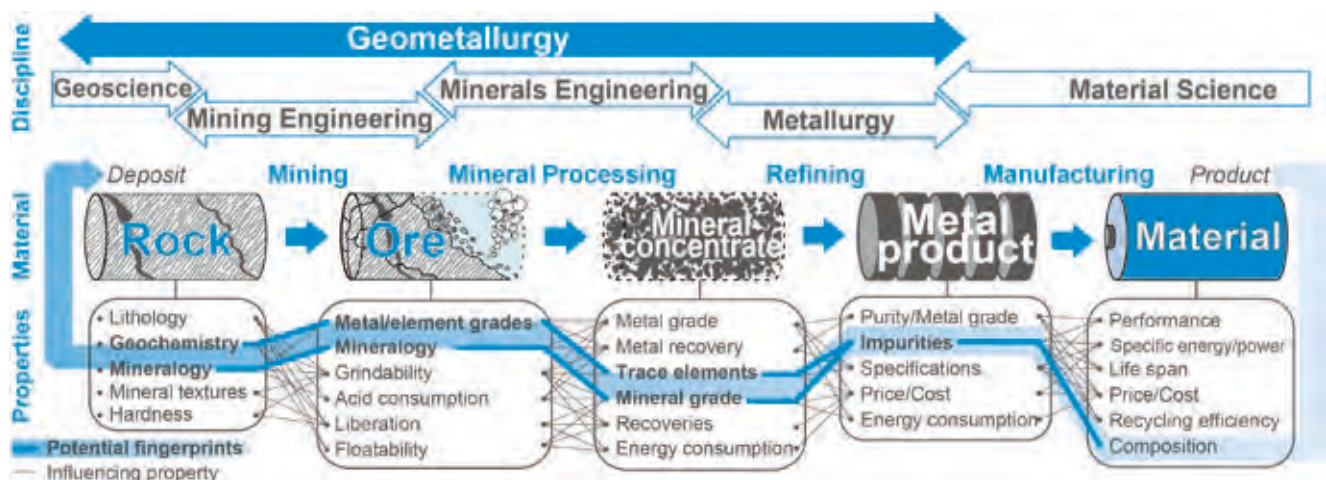 Discipline
Geometallurgy
Geoscience
Mining Engineering
Minerals Engineering
Metallurgy
Material Science
Material
Deposit
Mining
Mineral Processing
Refining
Manufacturing
Product
Rock
Ore
Mineral
concentrate
Metal
product
Material
Properties
Lithology
Geochemistry
Mineralogy
Mineral textures
Hardness
Metal/element grades
Mineralogy
Grindability
Acid consumption
Liberation
Floatability
Metal grade
Metal recovery
Trace elements
Mineral grade
Recoveries
Energy consumption
Purity/Metal grade
Impurities
Specifications
Price/Cost
Energy consumption
Performance
Specific energy/power
Life span
Price/Cost
Recycling efficiency
Composition
Potential fingerprints
Influencing property